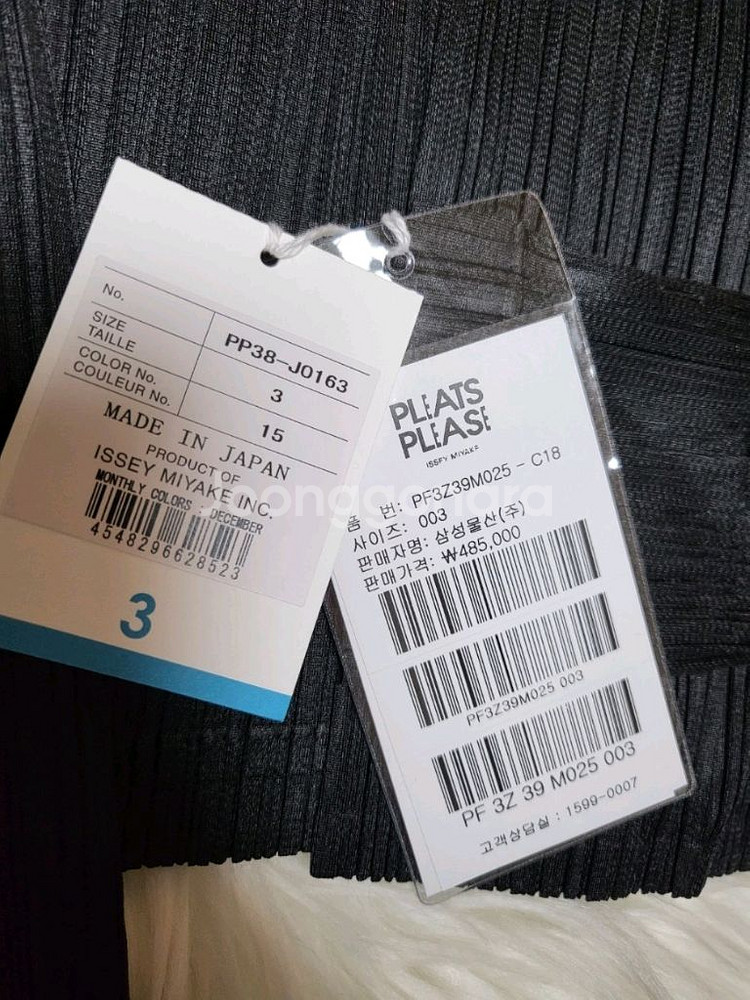 No.
PP38-J0163
SIZE
TAILLE
3
COLOR No.
COULEUR No.
15
MADE IN JAPAN
PRODUCT OF
ISSEY MIYAKE INC.
MONTHLY COLORS : DECEMBER
4548296628523
3
PLEATS
PLEASE
ISSEY MIYAKE
품 번: PF3Z39M025 - C18
사이즈: 003
판매자명: 삼성물산(주)
판매가격: ₩485,000
PF3Z39M025 003
PF 3Z 39 M025 003
고객상담실 : 1599-0007
Joonggonara